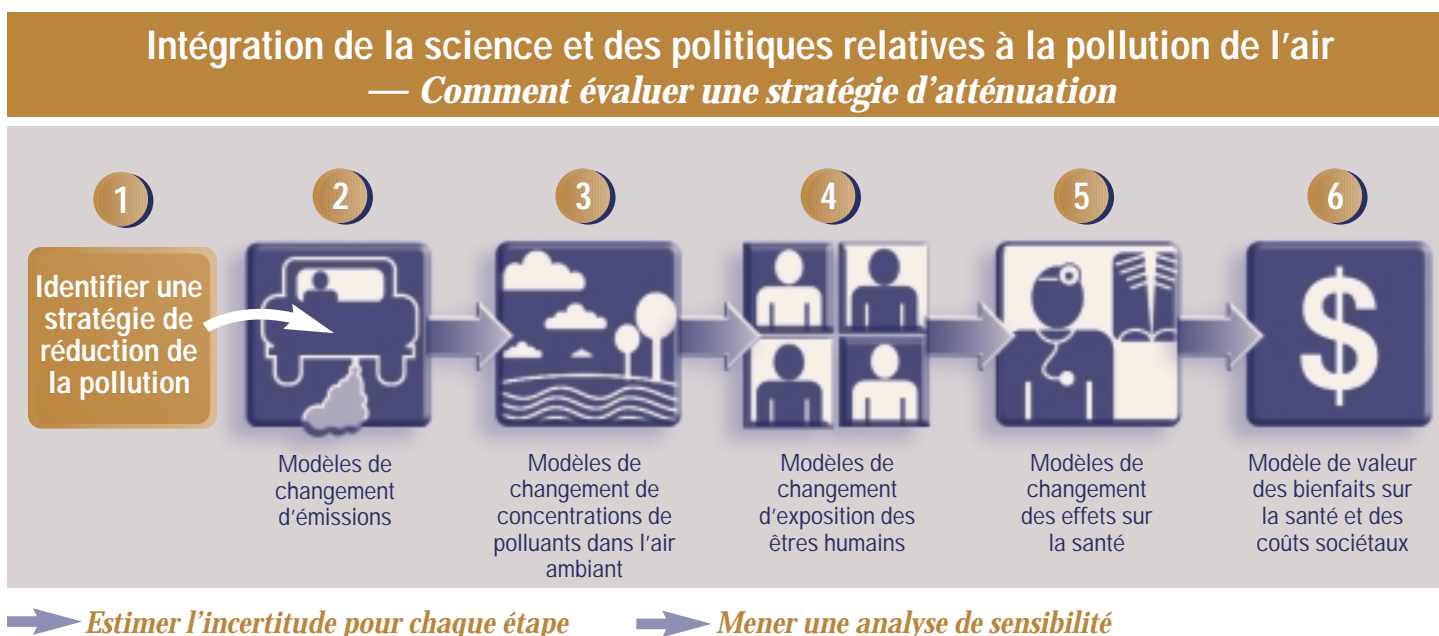 Intégration de la science et des politiques relatives à la pollution de l'air
— Comment évaluer une stratégie d'atténuation
1
2
3
4
5
6
Identifier une
stratégie de
réduction de
la pollution
$
Modèles de
changement
d'émissions
Modèles de
changement de
concentrations de
polluants dans l'air
ambiant
Modèles de
changement
d'exposition des
êtres humains
Modèles de
changement
des effets sur
la santé
Modèle de valeur
des bienfaits sur
la santé et des
coûts sociétaux
Estimer l'incertitude pour chaque étape
Mener une analyse de sensibilité